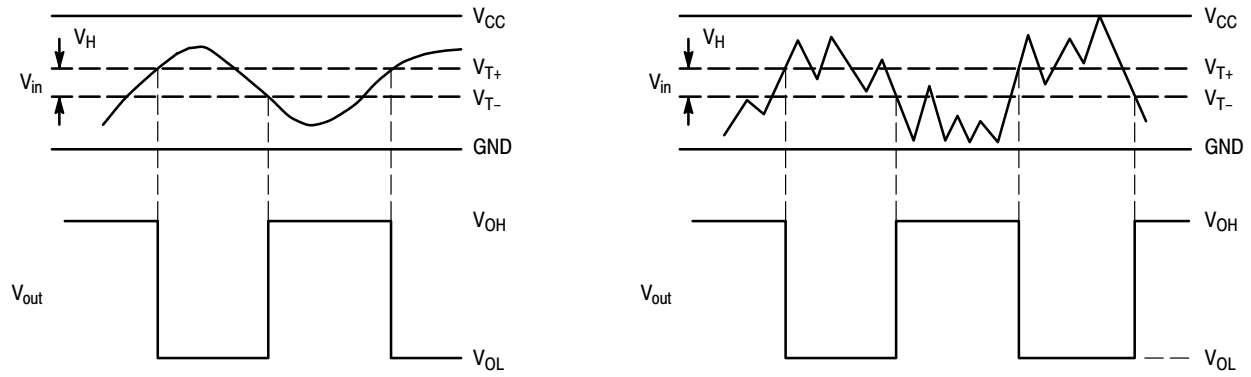 V_CC
V_H
V_in
V_T+
V_T−
GND
V_OH
V_out
V_OL
V_CC
V_H
V_in
V_T+
V_T−
GND
V_OH
V_out
V_OL